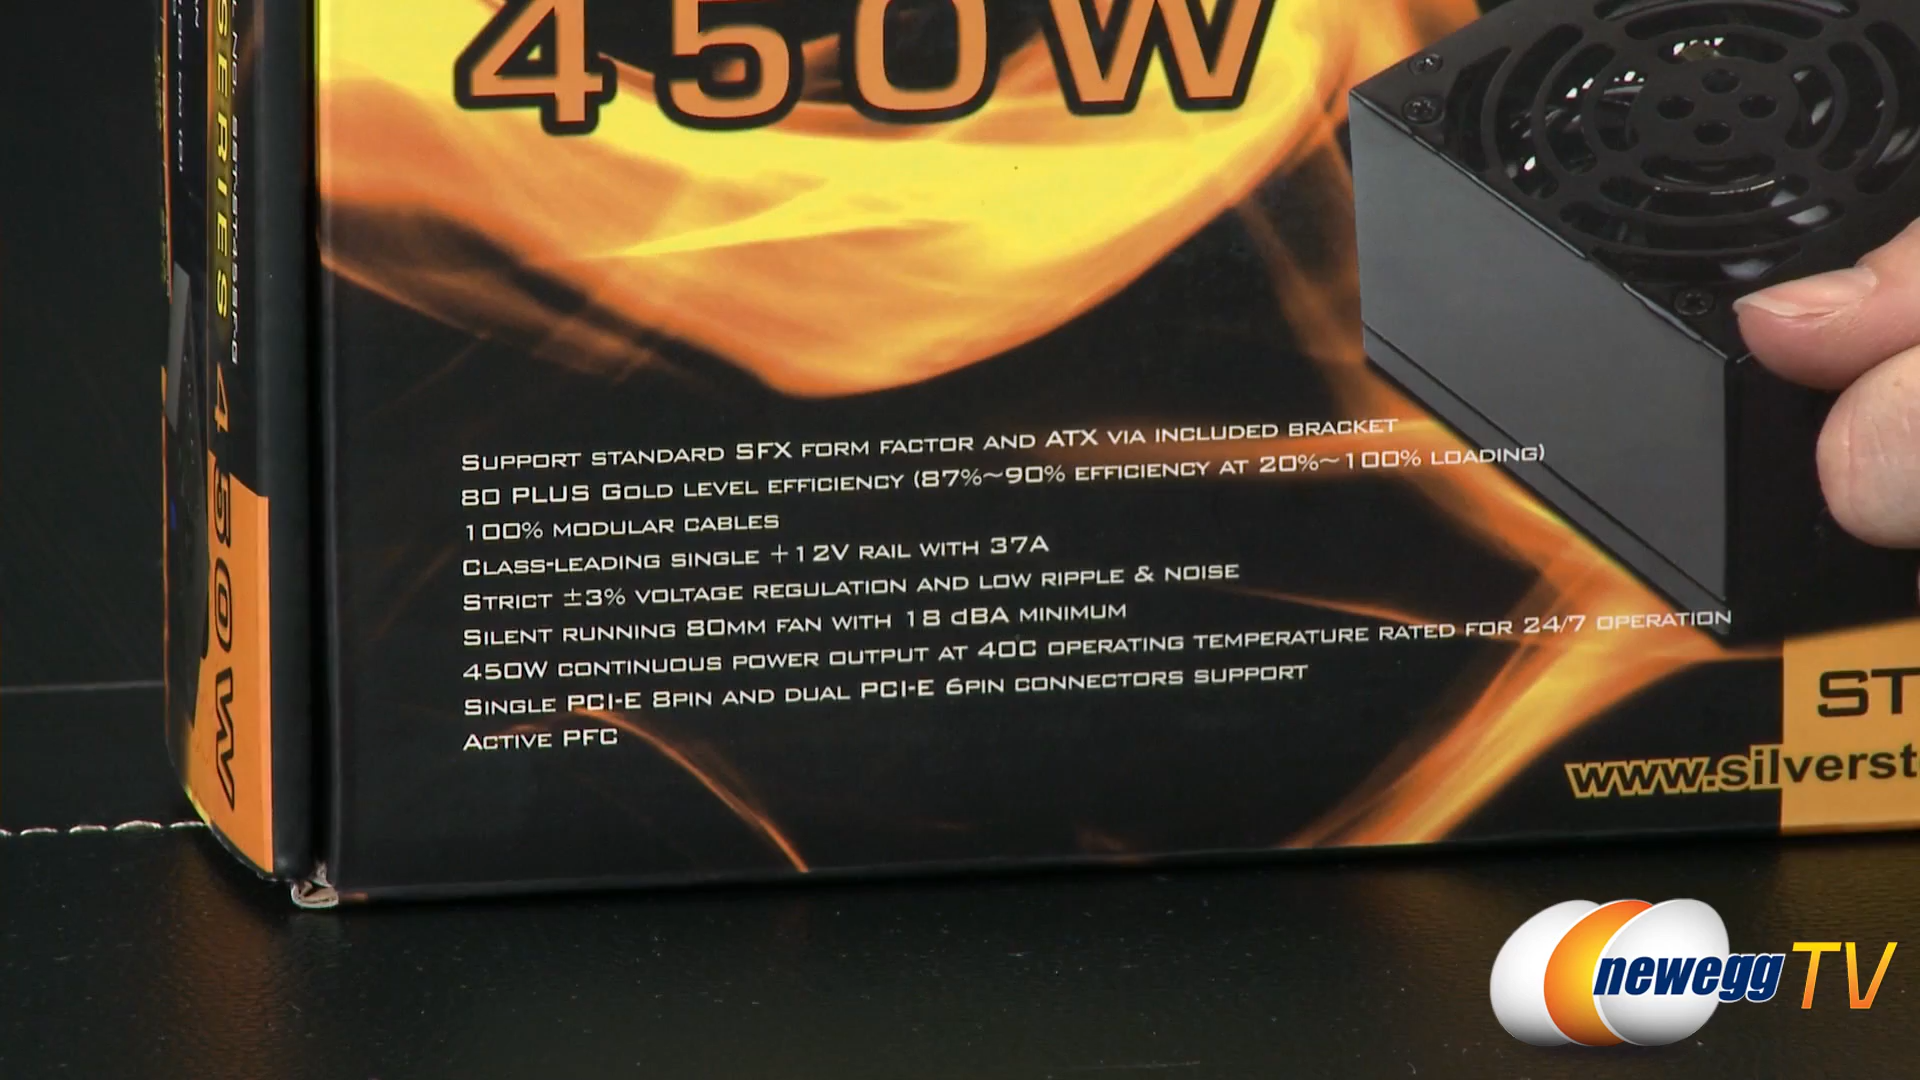 450W
SUPPORT STANDARD SFX FORM FACTOR AND ATX VIA INCLUDED BRACKET
80 PLUS GOLD LEVEL EFFICIENCY (87%~90% EFFICIENCY AT 20%~100% LOADING)
100% MODULAR CABLES
CLASS-LEADING SINGLE +12V RAIL WITH 37A
STRICT ±3% VOLTAGE REGULATION AND LOW RIPPLE & NOISE
SILENT RUNNING 80MM FAN WITH 18 dBA MINIMUM
450W CONTINUOUS POWER OUTPUT AT 40C OPERATING TEMPERATURE RATED FOR 24/7 OPERATION
SINGLE PCI-E 8PIN AND DUAL PCI-E 6PIN CONNECTORS SUPPORT
ACTIVE PFC
ST
www.silverst
SERIES 450W
newegg TV